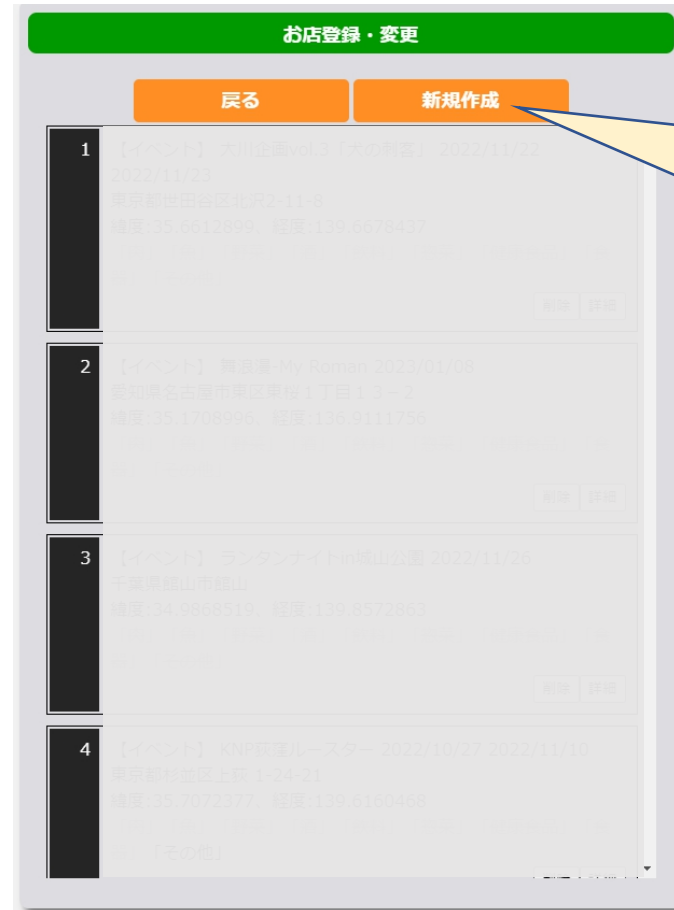 お店登録・変更
戻る 新規作成
1 【イベント】 大川企画vol.3「犬の刺客」 2022/11/22
2022/11/23
東京都世田谷区北沢2-11-8
緯度:35.6612899、経度:139.6678437
削除 詳細
2 【イベント】 舞浪漫-My Roman 2023/01/08
愛知県名古屋市東区東桜１丁目１３－２
緯度:35.1708996、経度:136.9111756
削除 詳細
3 【イベント】 ランタンナイトin城山公園 2022/11/26
千葉県館山市館山
緯度:34.9868519、経度:139.8572863
削除 詳細
4 【イベント】 KNP荻窪ルースター 2022/10/27 2022/11/10
東京都杉並区上荻 1-24-21
緯度:35.7072377、経度:139.6160468
「その他」